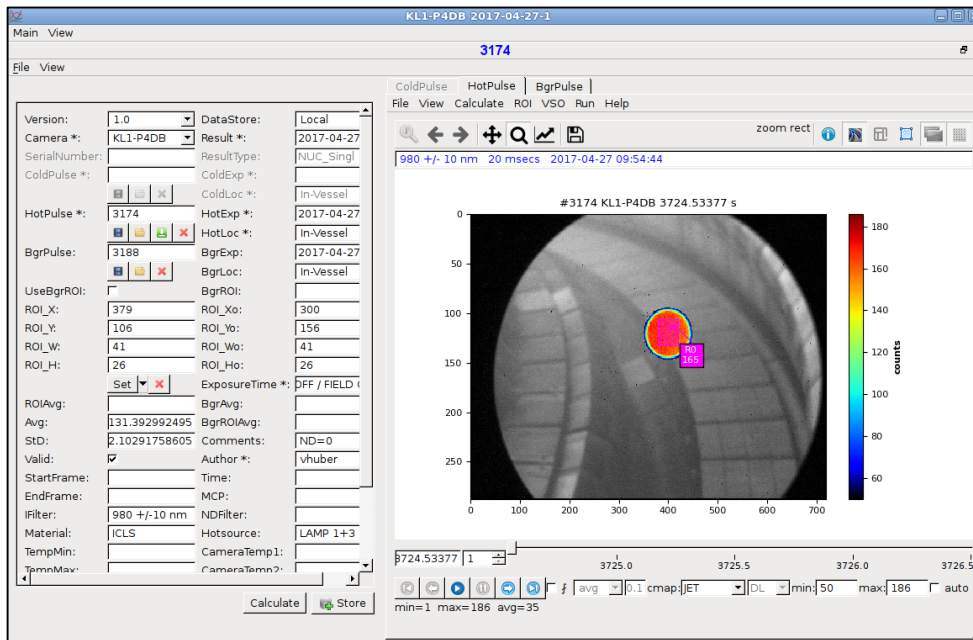 KL1-P4DB 2017-04-27-1
Main View
3174
File View
ColdPulse HotPulse BgrPulse
File View Calculate ROI VSO Run Help
zoom rect
980 +/- 10 nm 20 msecs 2017-04-27 09:54:44
Version: 1.0 DataStore: Local
Camera *: KL1-P4DB Result *: 2017-04-27
SerialNumber: ResultType: NUC_Singl
ColdPulse *: ColdExp *:
ColdLoc *: In-Vessel
HotPulse *: 3174 HotExp *: 2017-04-27
HotLoc *: In-Vessel
BgrPulse: 3188 BgrExp: 2017-04-27
BgrLoc: In-Vessel
UseBgrROI: BgrROI:
ROI_X: 379 ROI_Xo: 300
ROI_Y: 106 ROI_Yo: 156
ROI_W: 41 ROI_Wo: 41
ROI_H: 26 ROI_Ho: 26
Set ExposureTime *: OFF / FIELD
ROIAvg: BgrAvg:
Avg: 131.392992495 BgrROIAvg:
StD: 2.10291758605 Comments: ND=0
Valid: Author *: vhuber
StartFrame: Time:
EndFrame: MCP:
IFilter: 980 +/-10 nm NDFilter:
Material: ICLS Hotsource: LAMP 1+3
TempMin: CameraTemp1:
TempMax: CameraTemp2:
Calculate Store
#3174 KL1-P4DB 3724.53377 s
0
50
100
150
200
250
0 100 200 300 400 500 600 700
R0
165
180
160
140
120
100
80
60
counts
3724.53377 1
3725.0 3725.5 3726.0 3726.5
avg 0.1 cmap: JET DL min: 50 max: 186 auto
min=1 max=186 avg=35